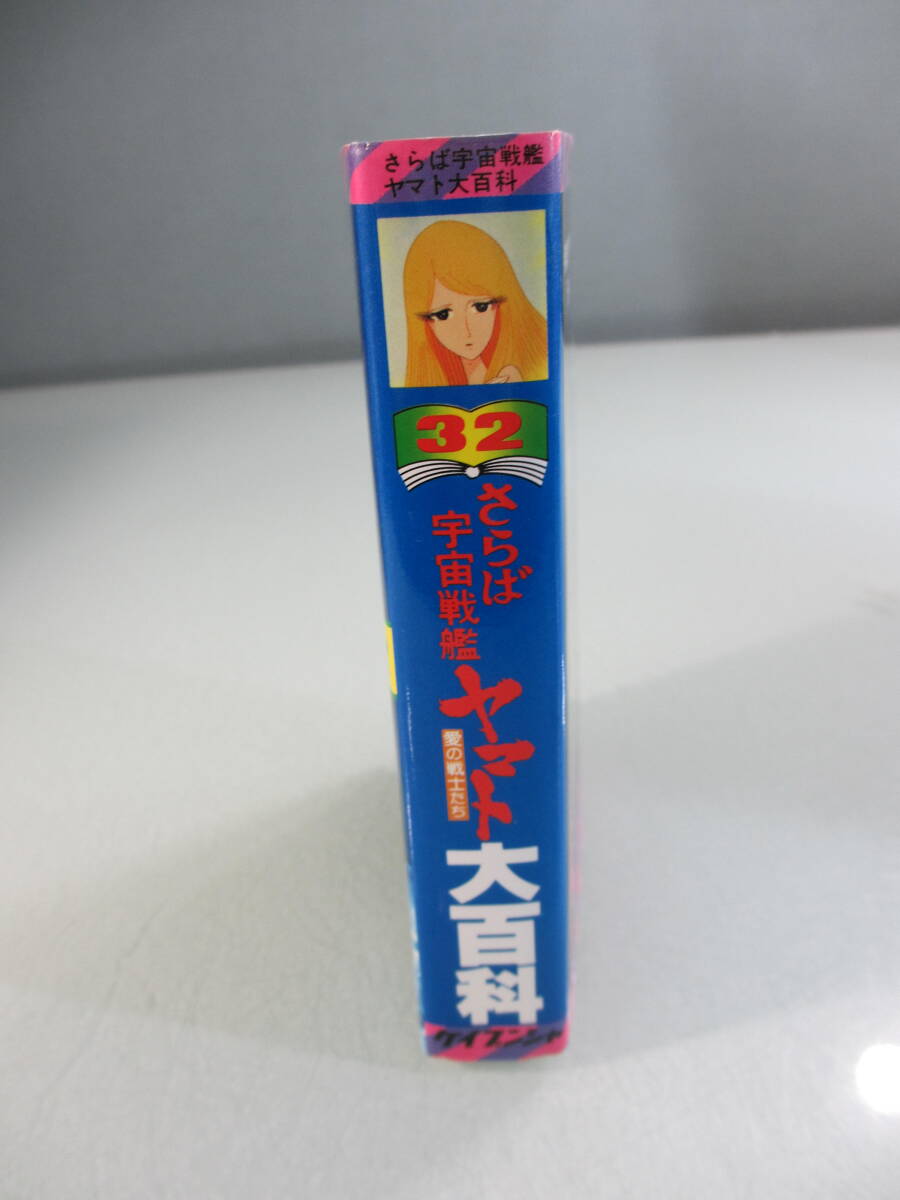 さらば宇宙戦艦
ヤマト大百科
32
さらば
宇宙戦艦
ヤマト
愛の戦士たち
大百科
ケイブンシャ